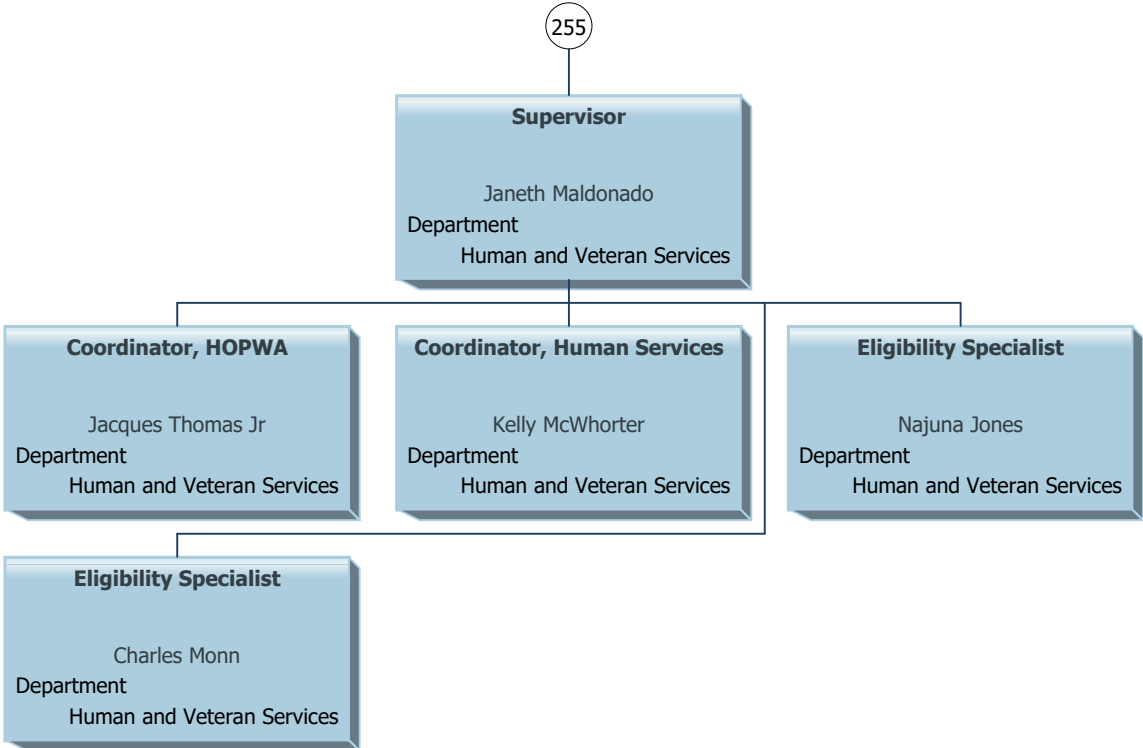 255
Supervisor
Janeth Maldonado
Department
Human and Veteran Services
Coordinator, HOPWA
Jacques Thomas Jr
Department
Human and Veteran Services
Coordinator, Human Services
Kelly McWhorter
Department
Human and Veteran Services
Eligibility Specialist
Najuna Jones
Department
Human and Veteran Services
Eligibility Specialist
Charles Monn
Department
Human and Veteran Services